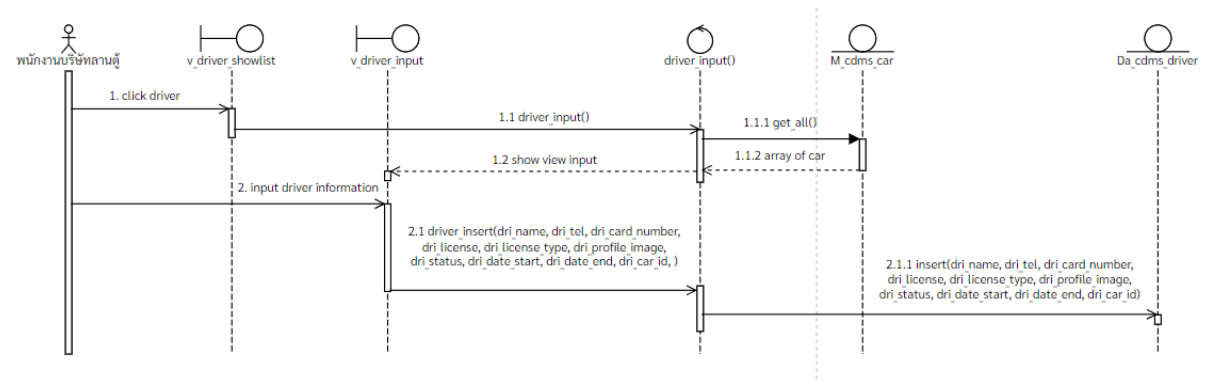 พนักงานบริษัทลานตู้
v_driver_showlist
v_driver_input
driver_input()
M_cdms_car
Da_cdms_driver
1. click driver
1.1 driver_input()
1.1.1 get_all()
1.1.2 array of car
1.2 show view input
2. input driver information
2.1 driver_insert(dri_name, dri_tel, dri_card_number,
dri_license, dri_license_type, dri_profile_image,
dri_status, dri_date_start, dri_date_end, dri_car_id, )
2.1.1 insert(dri_name, dri_tel, dri_card_number,
dri_license, dri_license_type, dri_profile_image,
dri_status, dri_date_start, dri_date_end, dri_car_id)